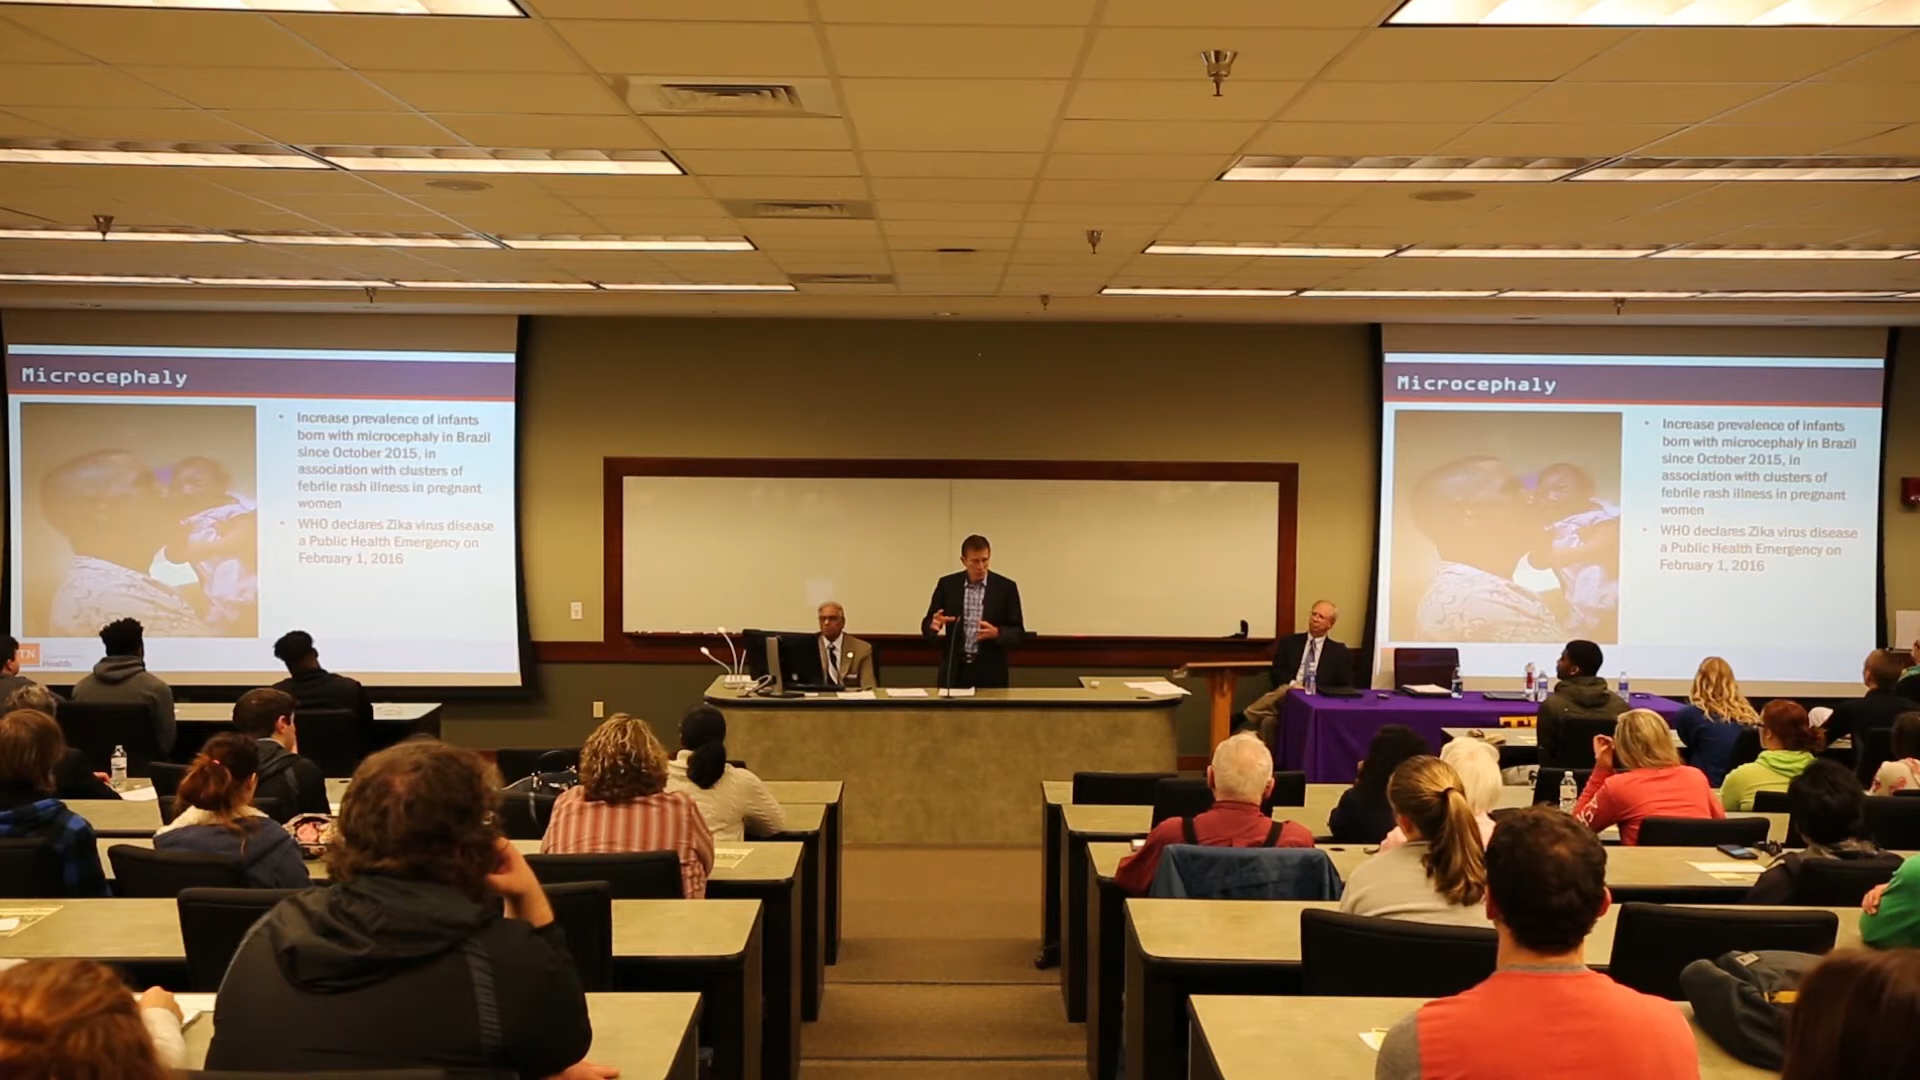 Microcephaly
• Increase prevalence of infants
born with microcephaly in Brazil
since October 2015, in
association with clusters of
febrile rash illness in pregnant
women
• WHO declares Zika virus disease
a Public Health Emergency on
February 1, 2016
TN
Health
Microcephaly
• Increase prevalence of infants
born with microcephaly in Brazil
since October 2015, in
association with clusters of
febrile rash illness in pregnant
women
• WHO declares Zika virus disease
a Public Health Emergency on
February 1, 2016